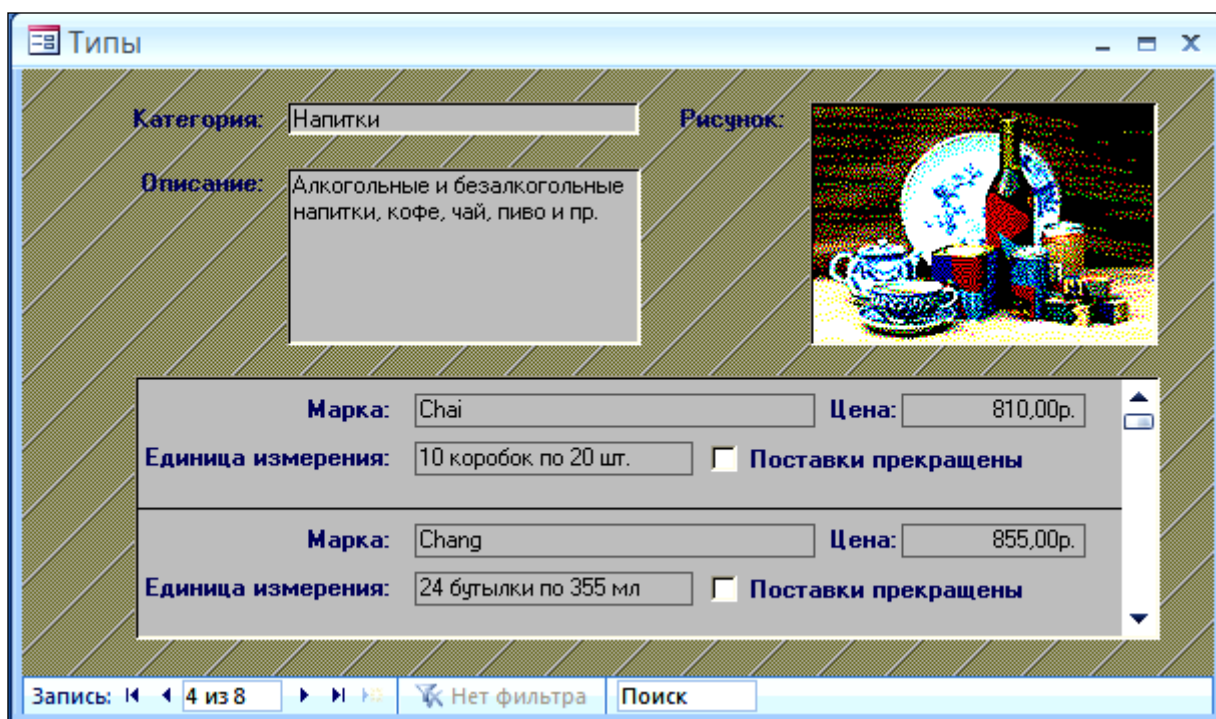 Типы
Категория: Напитки Рисунок:
Описание: Алкогольные и безалкогольные
напитки, кофе, чай, пиво и пр.
Марка: Chai Цена: 810,00р.
Единица измерения: 10 коробок по 20 шт. Поставки прекращены
Марка: Chang Цена: 855,00р.
Единица измерения: 24 бутылки по 355 мл Поставки прекращены
Запись: 4 из 8 Нет фильтра Поиск